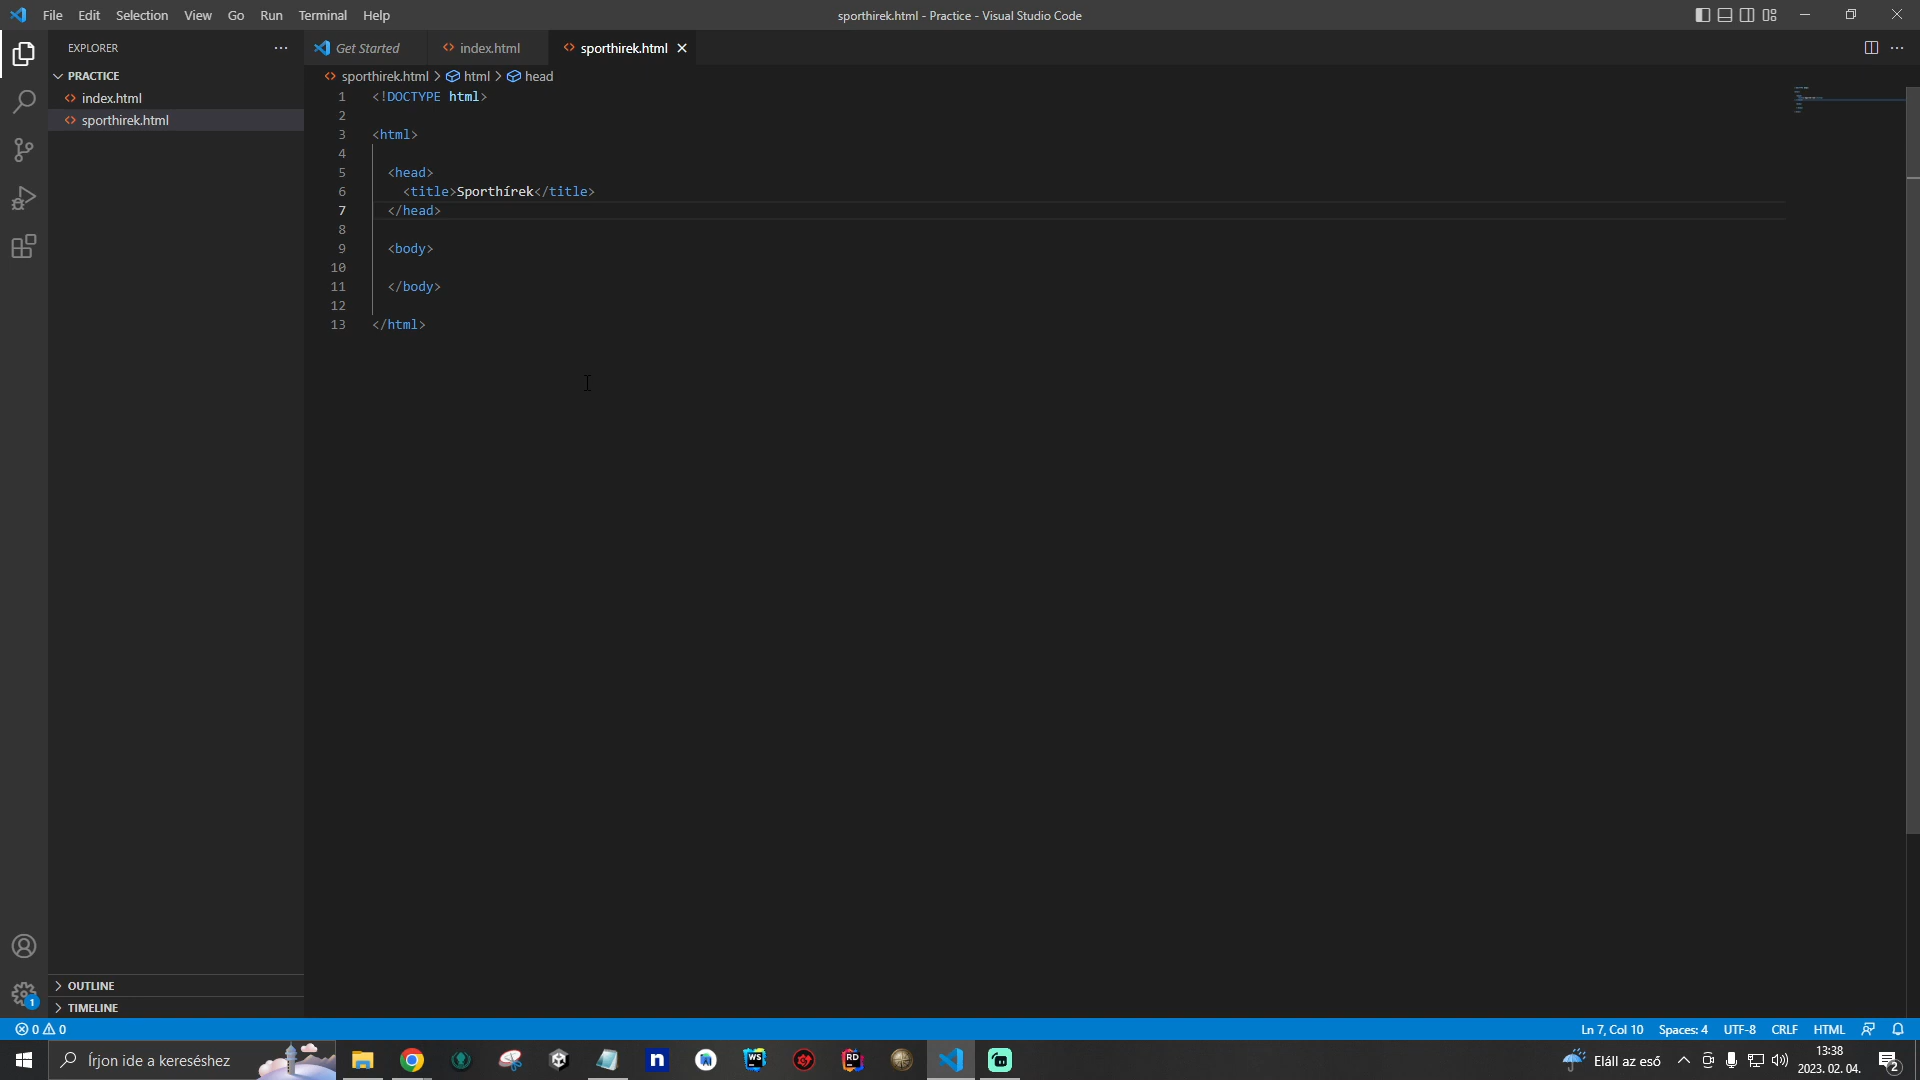 File Edit Selection View Go Run Terminal Help
sporthirek.html - Practice - Visual Studio Code
EXPLORER
PRACTICE
index.html
sporthirek.html
OUTLINE
TIMELINE
Get Started
index.html
sporthirek.html
sporthirek.html > html > head
1 <!DOCTYPE html>
2
3 <html>
4
5 <head>
6 <title>Sporthírek</title>
7 </head>
8
9 <body>
10
11 </body>
12
13 </html>
1
0 0
Ln 7, Col 10 Spaces: 4 UTF-8 CRLF HTML
Írjon ide a kereséshez
n
WS
RD
Eláll az eső
13:38
2023. 02. 04.
2